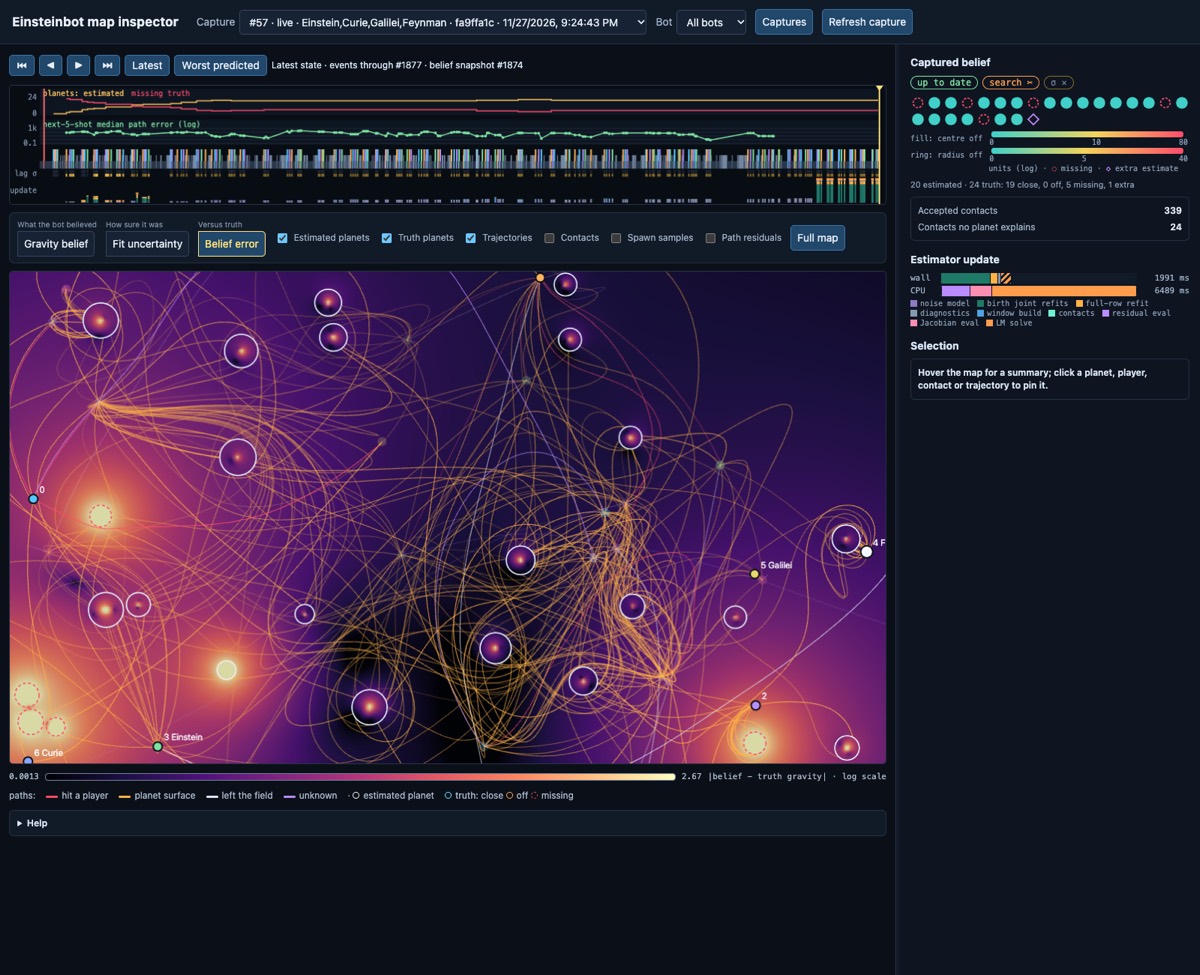 Einsteinbot map inspector
Capture
#57 · live · Einstein,Curie,Galilei,Feynman · fa9ffa1c · 11/27/2026, 9:24:43 PM
Bot
All bots
Captures
Refresh capture
Latest
Worst predicted
Latest state · events through #1877 · belief snapshot #1874
planets: estimated missing truth
24
0
next-5-shot median path error (log)
1k
0.1
lag σ
update
What the bot believed
Gravity belief
How sure it was
Fit uncertainty
Versus truth
Belief error
Estimated planets
Truth planets
Trajectories
Contacts
Spawn samples
Path residuals
Full map
0
4 F
5 Galilei
2
3 Einstein
6 Curie
0.0013
2.67 |belief − truth gravity| · log scale
paths:
hit a player
planet surface
left the field
unknown
· estimated planet
truth: close
off
missing
Help
Captured belief
up to date
search ✂
σ ×
fill: centre off
0 10 80
ring: radius off
0 5 40
units (log) · missing · extra estimate
20 estimated · 24 truth: 19 close, 0 off, 5 missing, 1 extra
Accepted contacts 339
Contacts no planet explains 24
Estimator update
wall 1991 ms
CPU 6489 ms
noise model
birth joint refits
full-row refit
diagnostics
window build
contacts
residual eval
Jacobian eval
LM solve
Selection
Hover the map for a summary; click a planet, player,
contact or trajectory to pin it.